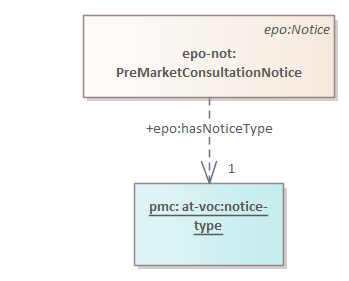 epo:Notice
epo-not:
PreMarketConsultationNotice
+epo:hasNoticeType
1
pmc: at-voc:notice-
type